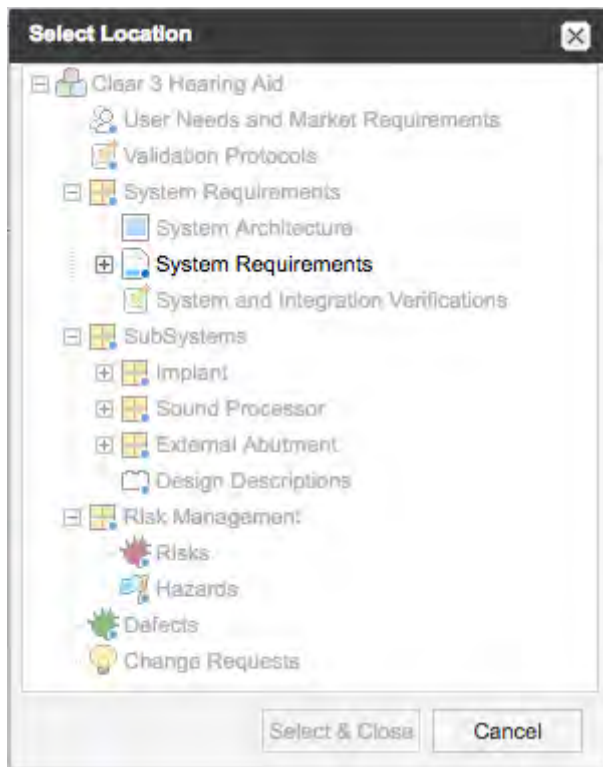 Select Location
Clear 3 Hearing Aid
User Needs and Market Requirements
Validation Protocols
System Requirements
System Architecture
System Requirements
System and Integration Verifications
SubSystems
Implant
Sound Processor
External Abutment
Design Descriptions
Risk Management
Risks
Hazards
Defects
Change Requests
Select & Close Cancel